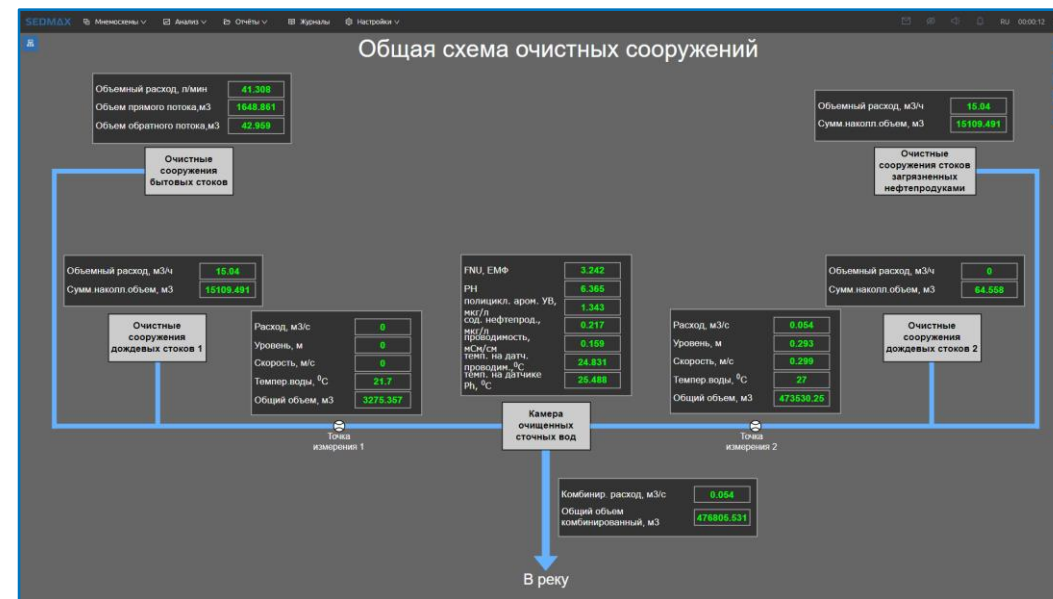 SEDMAX Мнемосхемы Анализ Отчёты Журналы Настройки RU 00:00:12
Общая схема очистных сооружений
Объемный расход, л/мин 41.308
Объем прямого потока,м3 1648.861
Объем обратного потока,м3 42.959
Очистные
сооружения
бытовых стоков
Объемный расход, м3/ч 15.04
Сумм.накопл.объем, м3 15109.491
Очистные
сооружения стоков
загрязненных
нефтепродуками
Объемный расход, м3/ч 15.04
Сумм.накопл.объем, м3 15109.491
Очистные
сооружения
дождевых стоков 1
Расход, м3/с 0
Уровень, м 0
Скорость, м/с 0
Темпер.воды, ⁰С 21.7
Общий объем, м3 3275.357
Точка
измерения 1
FNU, ЕМФ 3.242
PH 6.365
полицикл. аром. УВ,
мкг/л 1.343
сод. нефтепрод.,
мкг/л 0.217
проводимость,
мСм/см 0.159
темп. на датч.
проводим.,⁰С 24.831
темп. на датчике
Ph, ⁰С 25.488
Камера
очищенных
сточных вод
Расход, м3/с 0.054
Уровень, м 0.293
Скорость, м/с 0.299
Темпер.воды, ⁰С 27
Общий объем, м3 473530.25
Точка
измерения 2
Объемный расход, м3/ч 0
Сумм.накопл.объем, м3 64.558
Очистные
сооружения
дождевых стоков 2
Комбинир. расход, м3/с 0.054
Общий объем
комбинированный, м3 476805.531
В реку